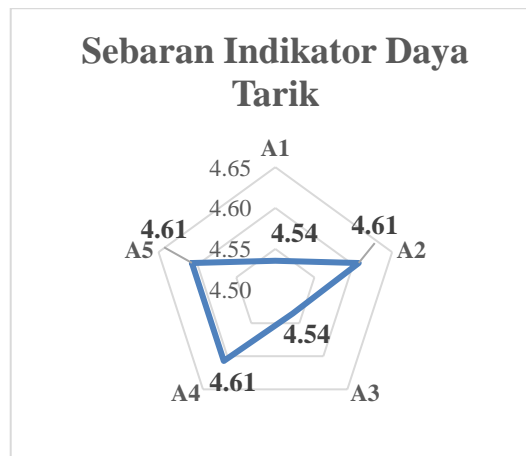 Sebaran Indikator Daya
Tarik
A1
4.65
4.60
4.55
4.50
4.54
4.61
A2
4.61
A5
4.54
4.61
A4
A3